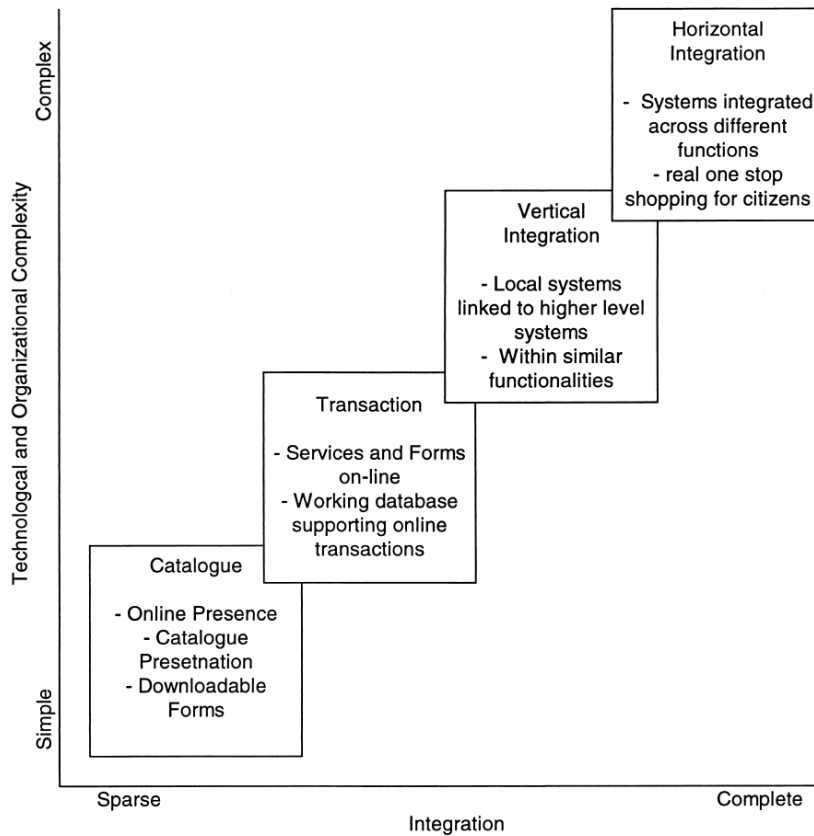 Horizontal
Integration
- Systems integrated
across different
functions
- real one stop
shopping for citizens
Vertical
Integration
- Local systems
linked to higher level
systems
- Within similar
functionalities
Transaction
- Services and Forms
on-line
- Working database
supporting online
transactions
Catalogue
- Online Presence
- Catalogue
Presetnation
- Downloadable
Forms
Technologcal and Organizational Complexity
Complex
Simple
Sparse
Complete
Integration